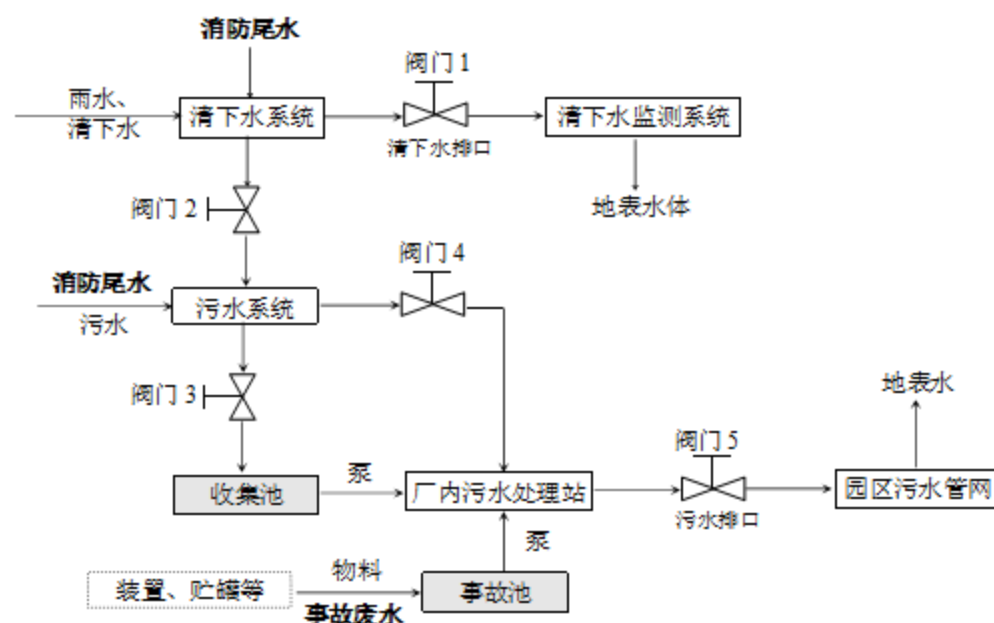 消防尾水
阀门 1
雨水、
清下水
清下水系统
清下水监测系统
清下水排口
阀门 2
地表水体
阀门 4
消防尾水
污水
污水系统
阀门 3
地表水
阀门 5
收集池
泵
厂内污水处理站
园区污水管网
污水排口
泵
装置、贮罐等
物料
事故废水
事故池